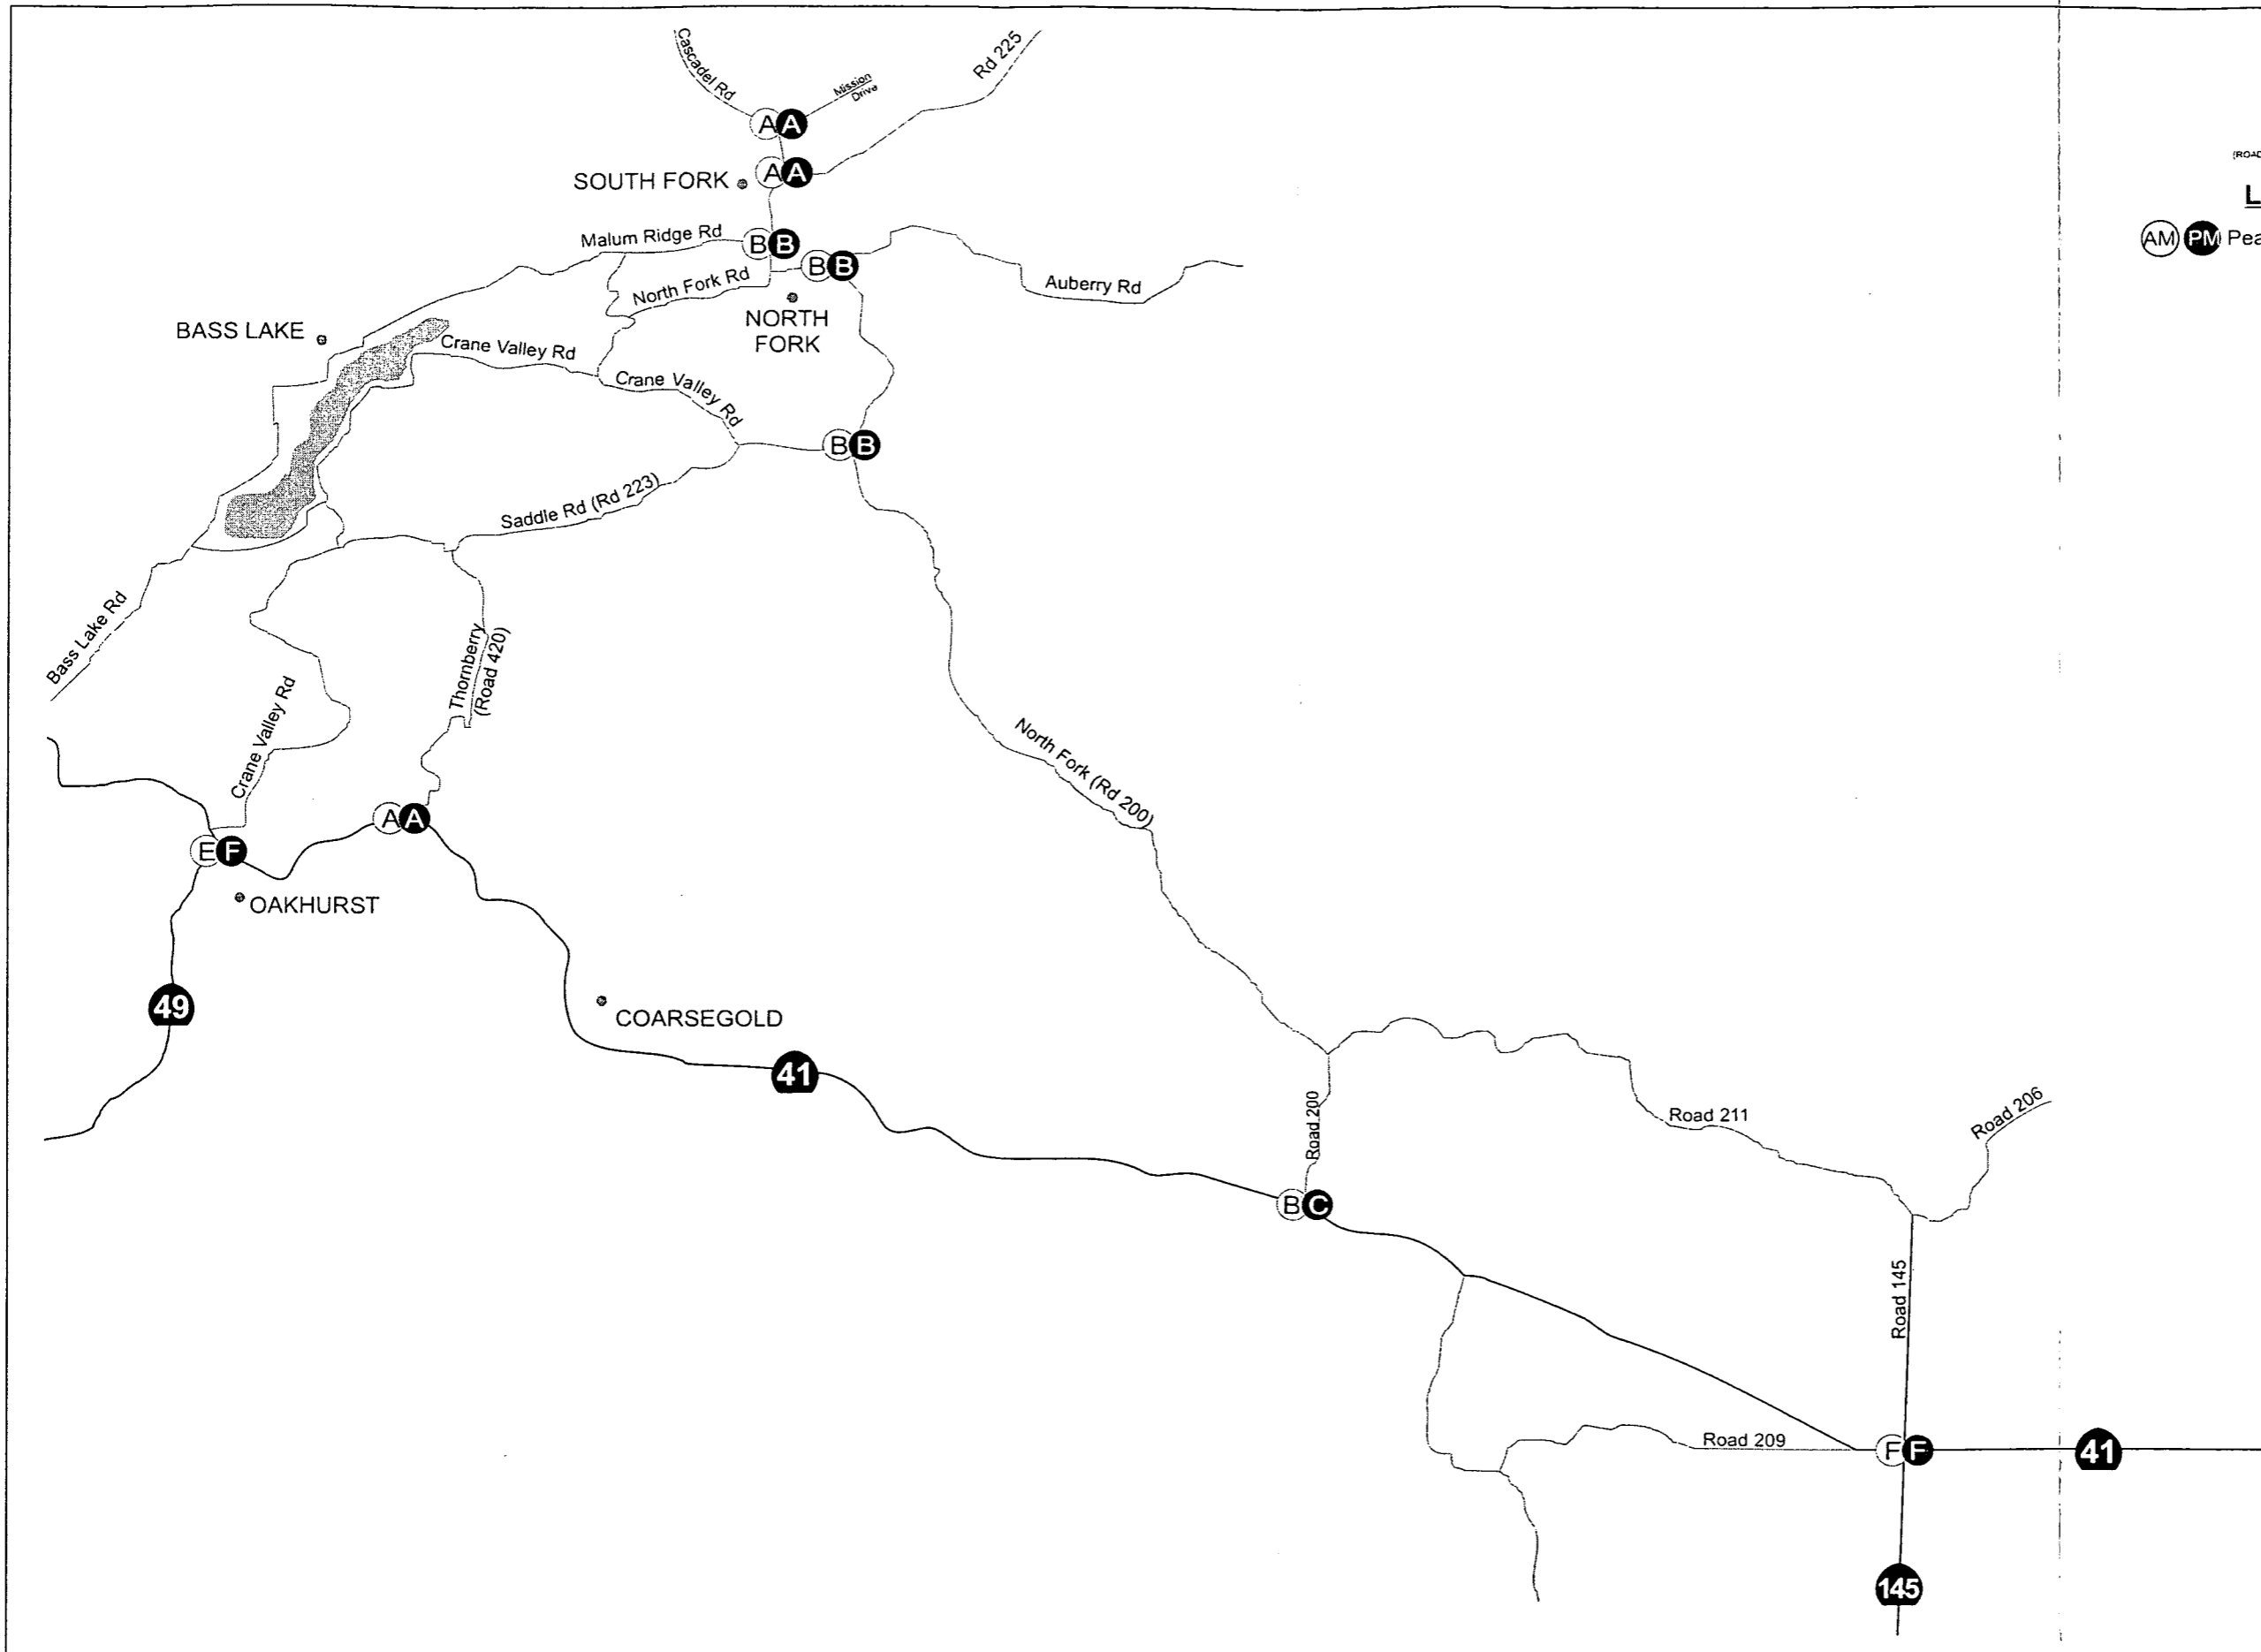 Cascadel Rd
Mission
Drive
Rd 225
A A
A A
SOUTH FORK
Malum Ridge Rd
B B
B B
North Fork Rd
Auberry Rd
NORTH
FORK
BASS LAKE
Crane Valley Rd
Crane Valley Rd
B B
Saddle Rd (Rd 223)
Bass Lake Rd
Thornberry
(Road 420)
Crane Valley Rd
North Fork (Rd 200)
A A
E F
OAKHURST
49
COARSEGOLD
41
Road 200
Road 211
Road 206
B C
Road 145
Road 209
F F
41
145
(ROAD
L
AM PM Pea